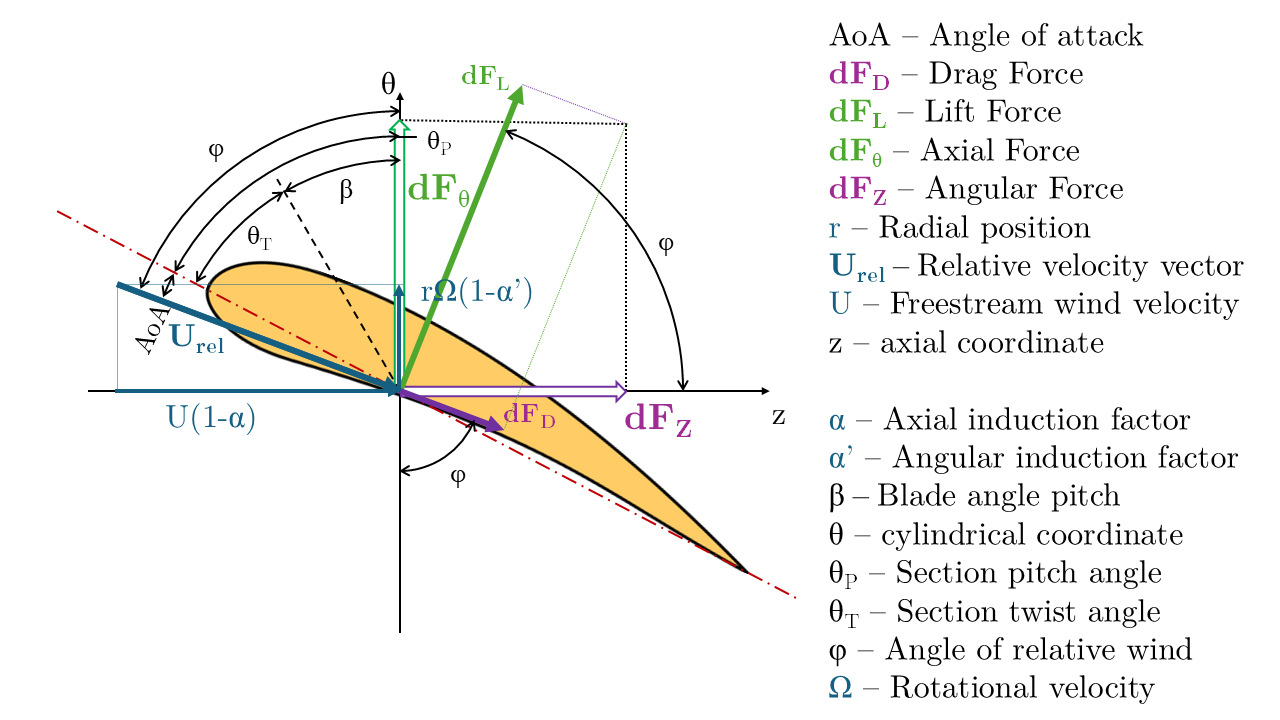 θ
dF_L
φ
θ_P
β
dF_θ
θ_T
φ
rΩ(1-α’)
AoA
U_rel
U(1-α)
dF_D
dF_Z
z
φ
AoA – Angle of attack
dF_D – Drag Force
dF_L – Lift Force
dF_θ – Axial Force
dF_Z – Angular Force
r – Radial position
U_rel – Relative velocity vector
U – Freestream wind velocity
z – axial coordinate
α – Axial induction factor
α’ – Angular induction factor
β – Blade angle pitch
θ – cylindrical coordinate
θ_P – Section pitch angle
θ_T – Section twist angle
φ – Angle of relative wind
Ω – Rotational velocity